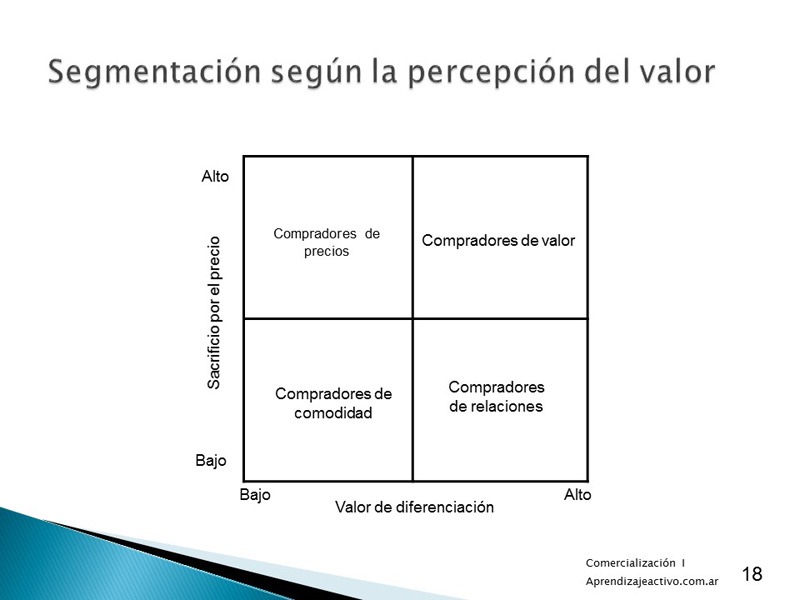 Segmentación según la percepción del valor
Alto
Compradores de
precios
Compradores de valor
Sacrificio por el precio
Compradores de
comodidad
Compradores
de relaciones
Bajo
Bajo
Alto
Valor de diferenciación
Comercialización I
Aprendizajeactivo.com.ar
18